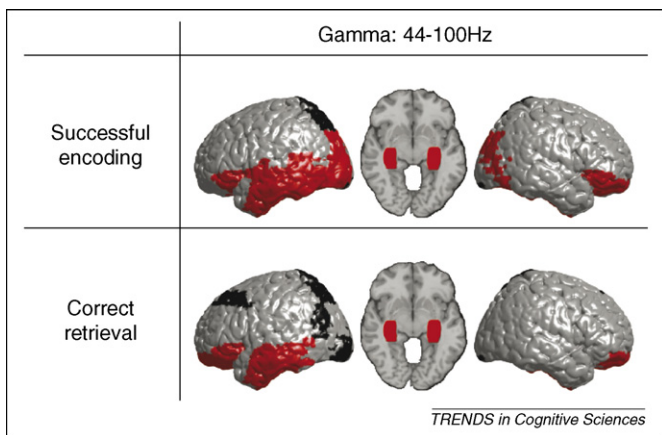 Gamma: 44-100Hz
Successful
encoding
Correct
retrieval
TRENDS in Cognitive Sciences